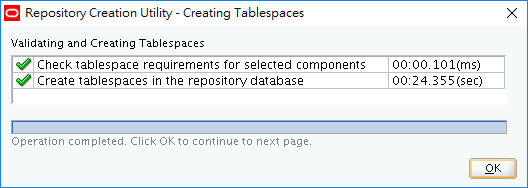 Repository Creation Utility - Creating Tablespaces
Validating and Creating Tablespaces
Check tablespace requirements for selected components 00:00.101(ms)
Create tablespaces in the repository database 00:24.355(sec)
Operation completed. Click OK to continue to next page.
OK